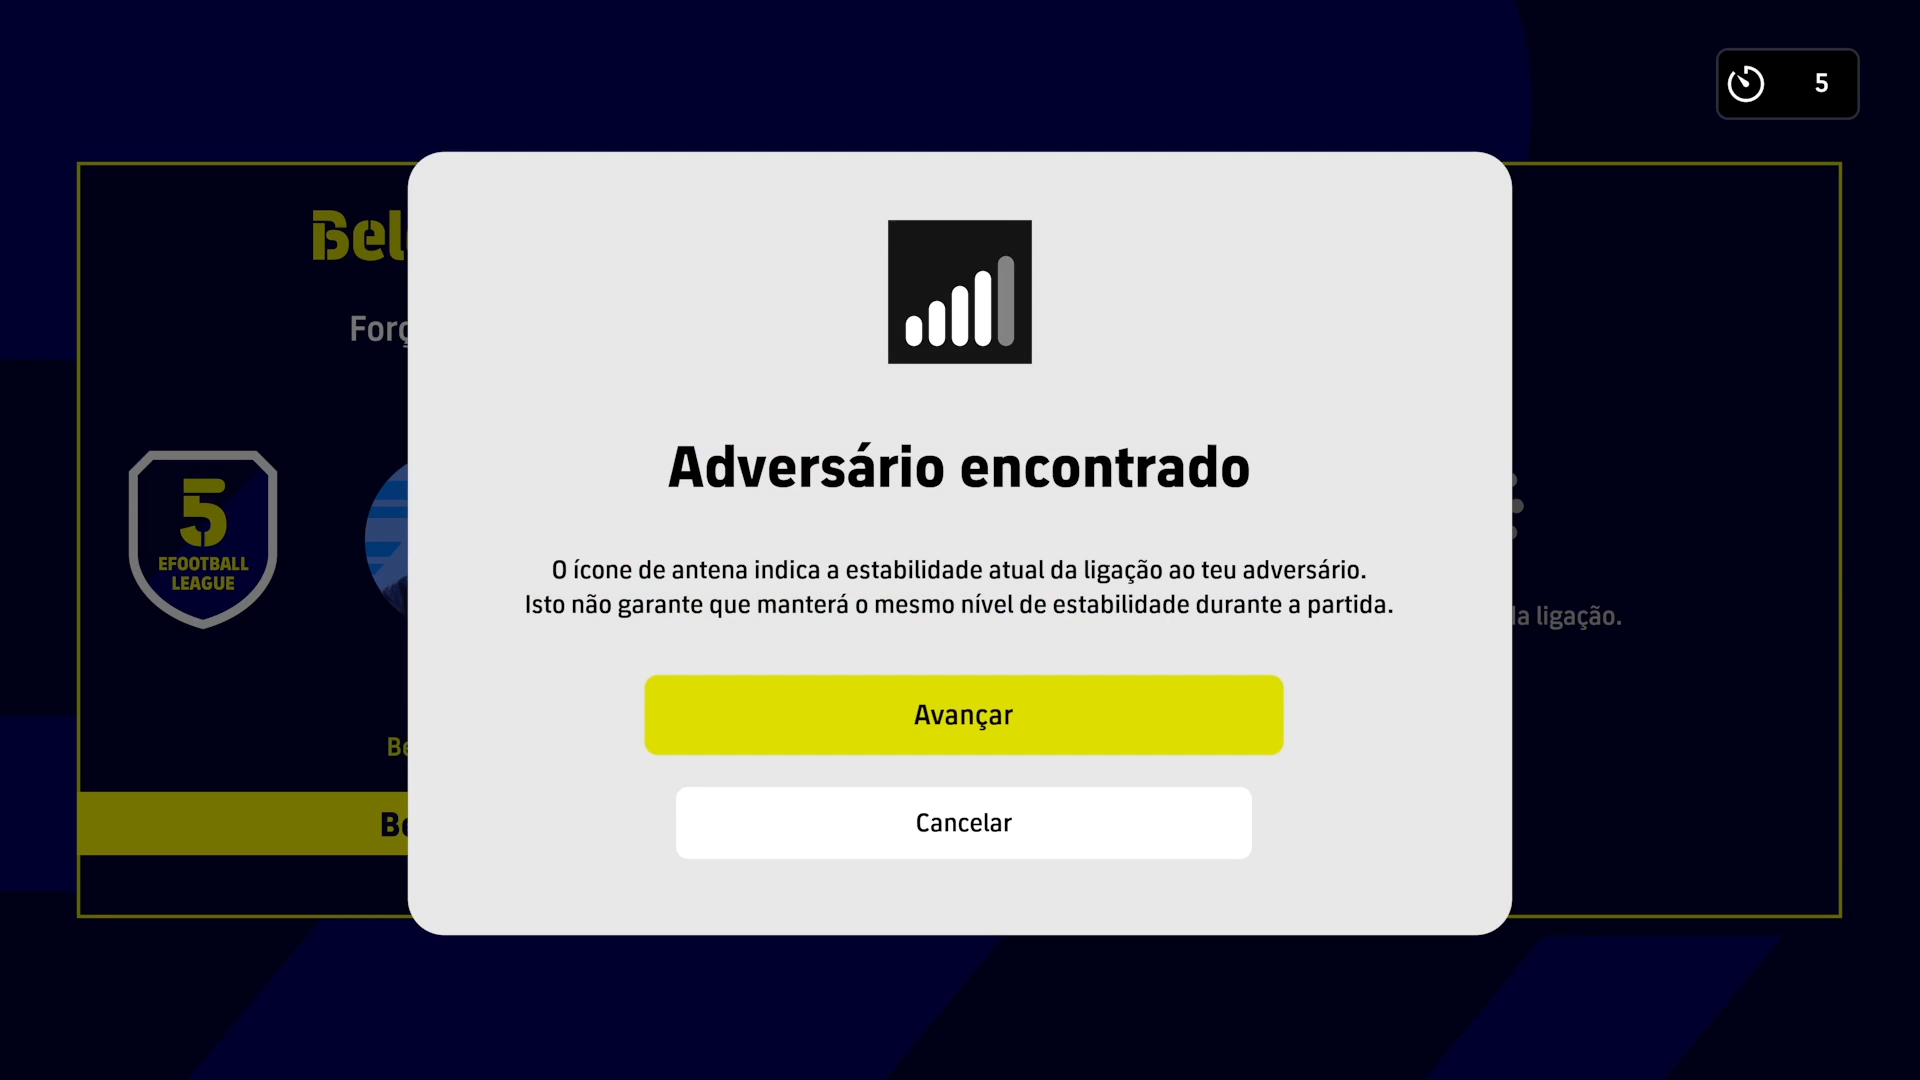 5
Adversário encontrado
O ícone de antena indica a estabilidade atual da ligação ao teu adversário.
Isto não garante que manterá o mesmo nível de estabilidade durante a partida.
Avançar
Cancelar
5
EFOOTBALL
LEAGUE
ligação.